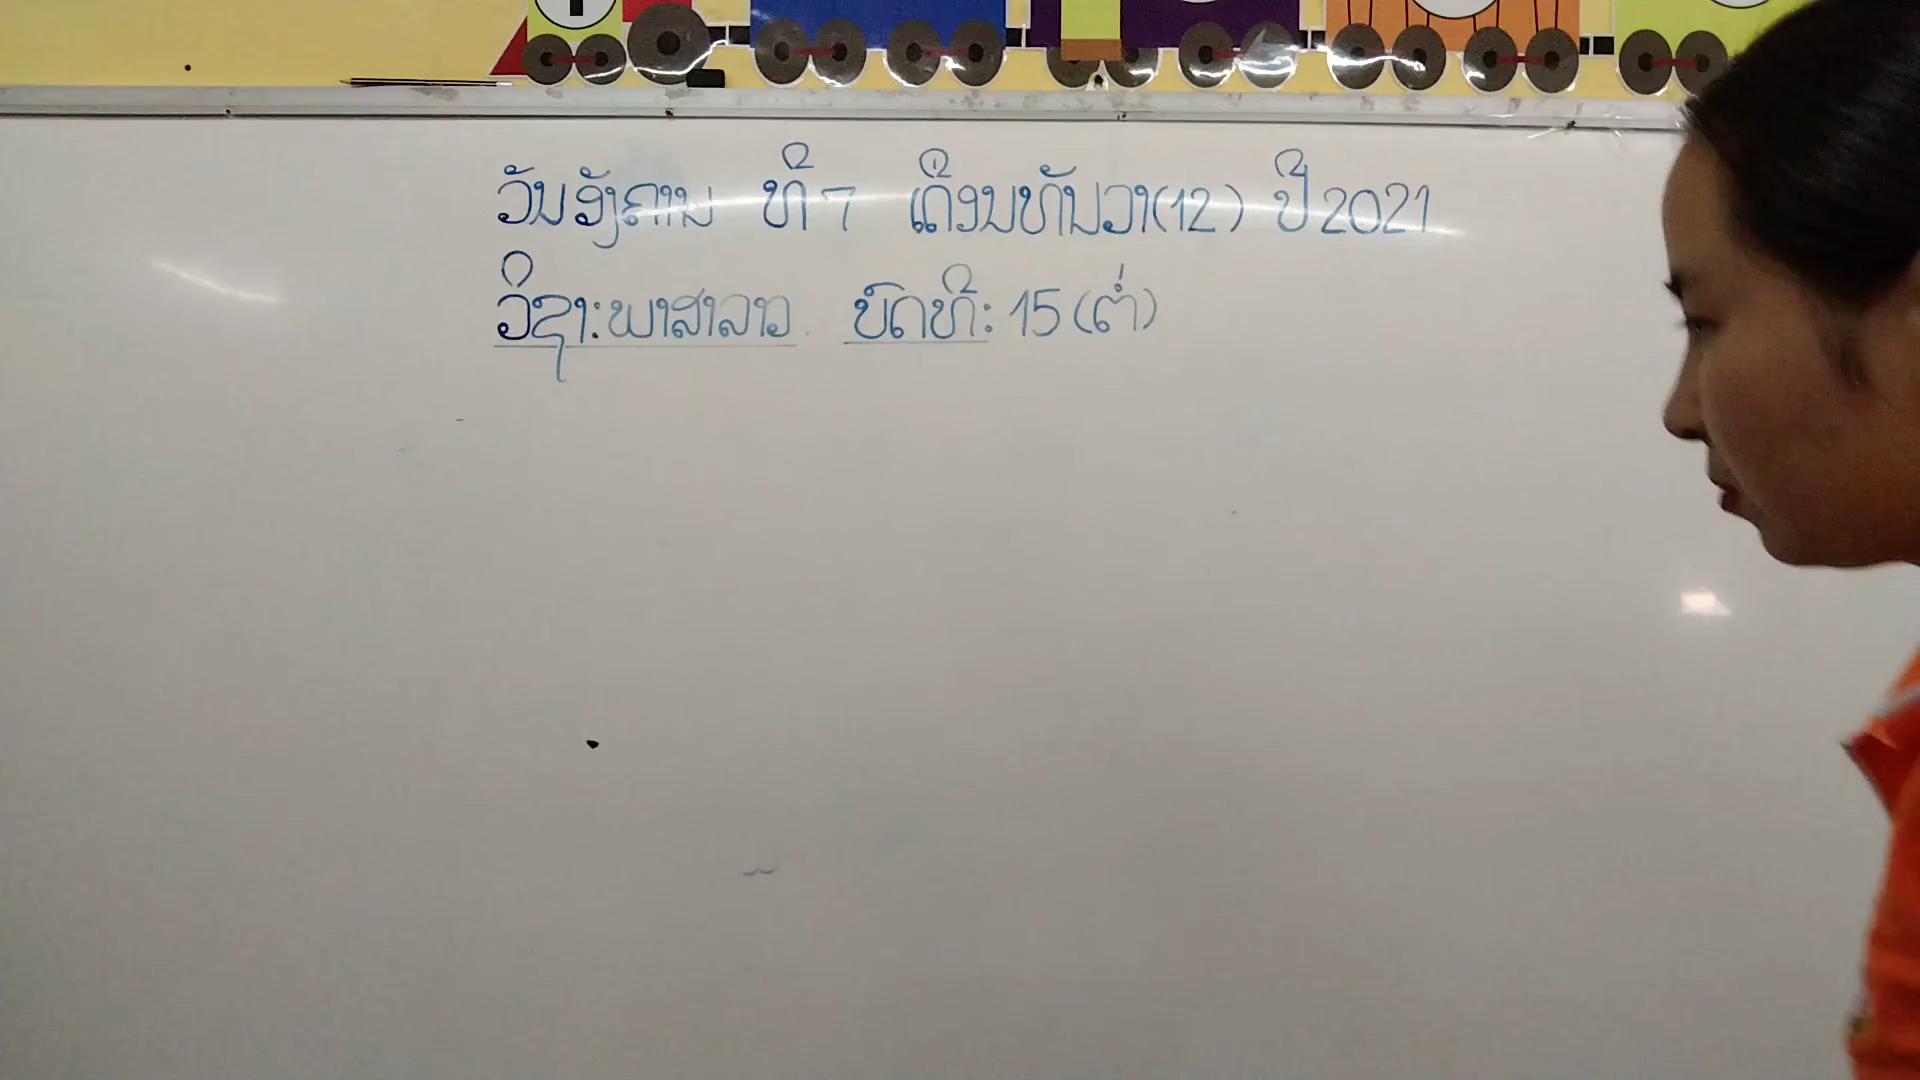 ວັນອັງຄານ ທີ 7 ເດືອນທັນວາ(12) ປີ 2021
ວິຊາ: ພາສາລາວ ບົດທີ: 15 (ຕໍ່)